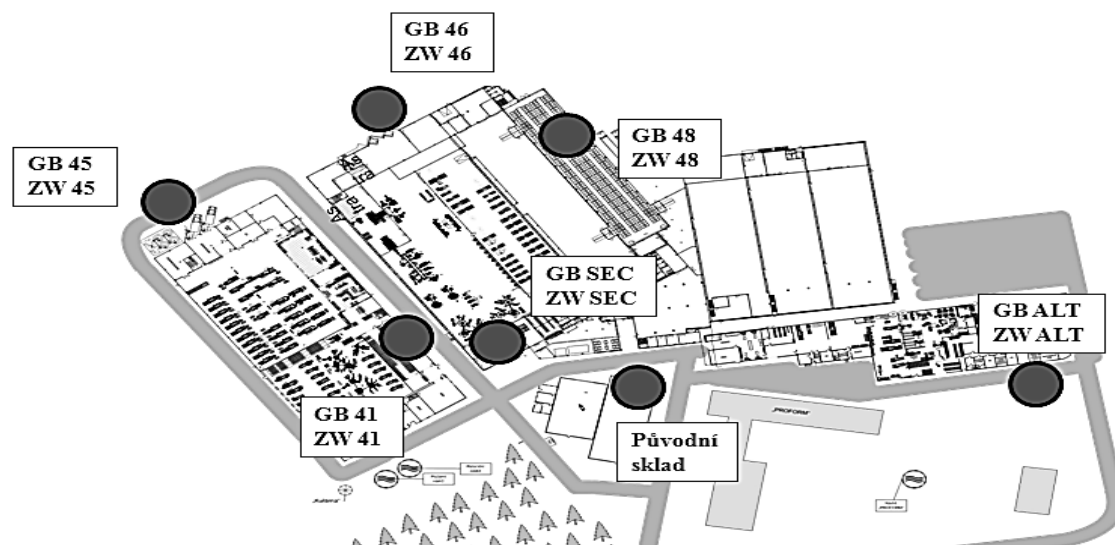 GB 46
ZW 46
GB 45
ZW 45
GB 48
ZW 48
GB SEC
ZW SEC
GB ALT
ZW ALT
GB 41
ZW 41
Původní
sklad
„PROFORM“